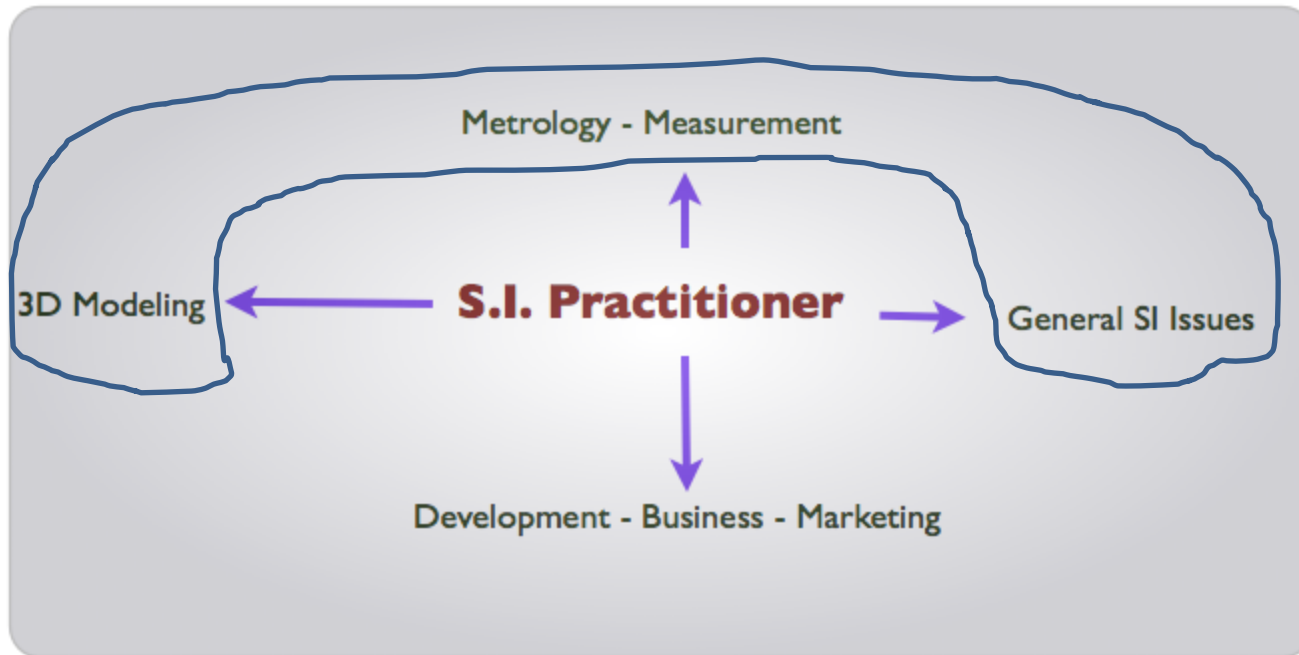 Metrology - Measurement
3D Modeling
S.I. Practitioner
General SI Issues
Development - Business - Marketing